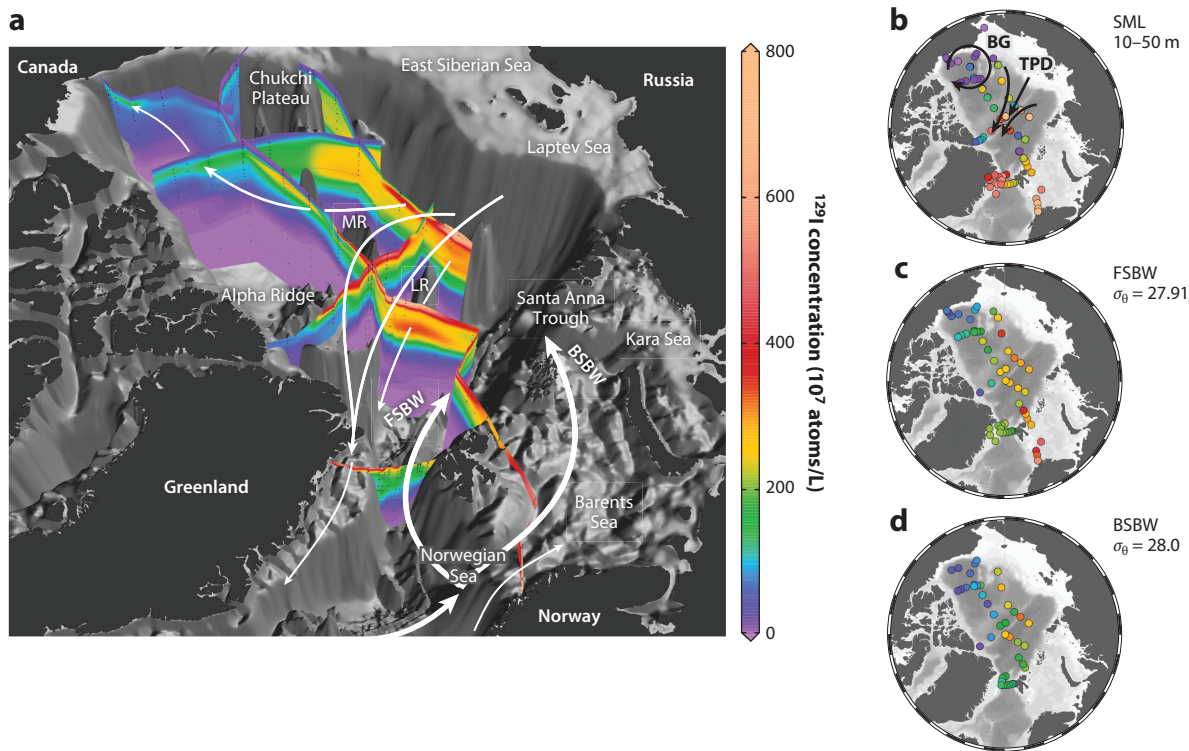 a
Canada
Chukchi
Plateau
East Siberian Sea
Russia
Laptev Sea
MR
LR
Alpha Ridge
Santa Anna
Trough
Kara Sea
BSBW
FSBW
Greenland
Barents
Sea
Norwegian
Sea
Norway
800
600
400
200
0
¹²⁹I concentration (10⁷ atoms/L)
b
SML
10–50 m
BG
TPD
c
FSBW
σθ = 27.91
d
BSBW
σθ = 28.0